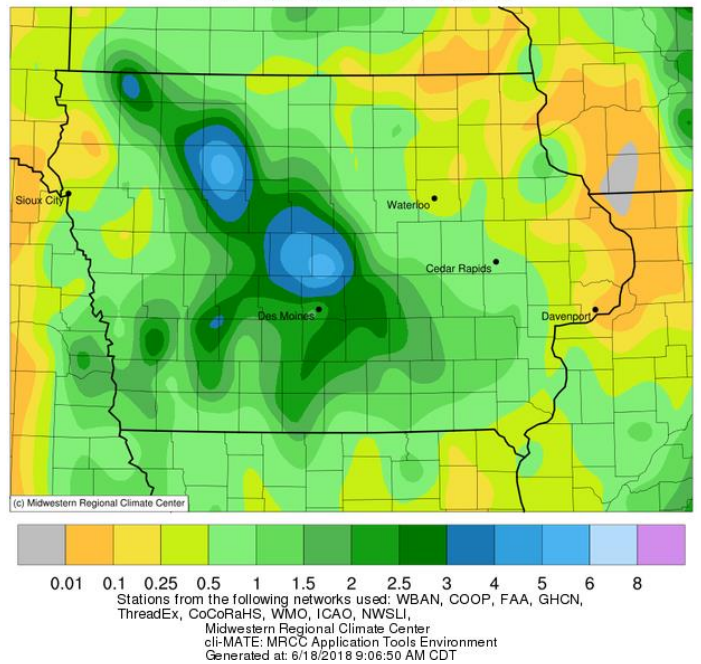 Sioux City
Waterloo
Cedar Rapids
Des Moines
Davenport
(c) Midwestern Regional Climate Center
0.01 0.1 0.25 0.5 1 1.5 2 2.5 3 4 5 6 8
Stations from the following networks used: WBAN, COOP, FAA, GHCN,
ThreadEx, CoCoRaHS, WMO, ICAO, NWSLI,
Midwestern Regional Climate Center
cli-MATE: MRCC Application Tools Environment
Generated at: 6/18/2018 9:06:50 AM CDT